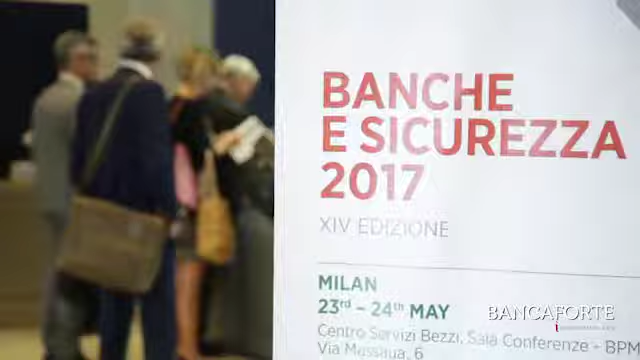 BANCHE
E SICUREZZA
2017
XIV EDIZIONE
MILAN
23rd - 24th MAY
Centro Servizi Bezzi, Sala Conferenze - BPM
Via Massaua, 6
BANCAFORTE